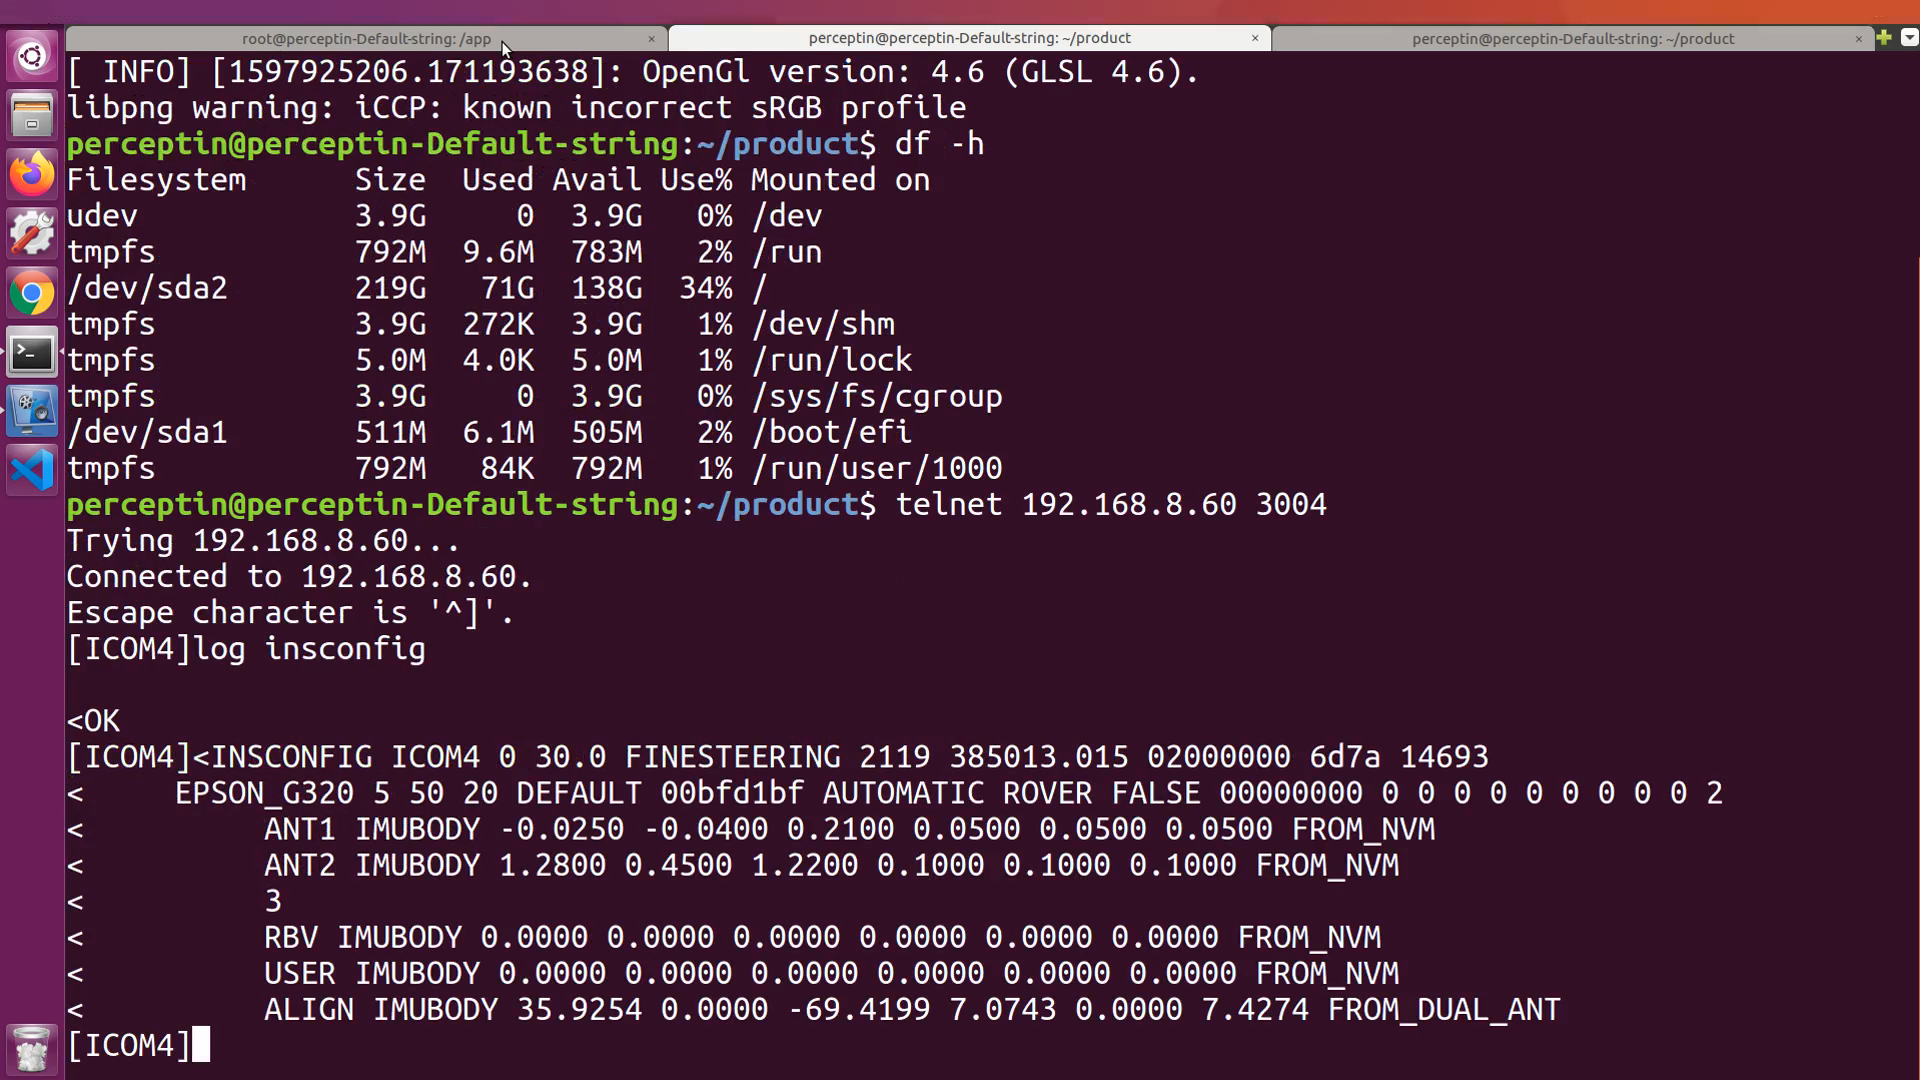 root@perceptin-Default-string: /app × perceptin@perceptin-Default-string: ~/product × perceptin@perceptin-Default-string: ~/product ×
[ INFO] [1597925206.171193638]: OpenGl version: 4.6 (GLSL 4.6).
libpng warning: iCCP: known incorrect sRGB profile
perceptin@perceptin-Default-string:~/product$ df -h
Filesystem      Size  Used Avail Use% Mounted on
udev            3.9G     0  3.9G   0% /dev
tmpfs           792M  9.6M  783M   2% /run
/dev/sda2       219G   71G  138G  34% /
tmpfs           3.9G  272K  3.9G   1% /dev/shm
tmpfs           5.0M  4.0K  5.0M   1% /run/lock
tmpfs           3.9G     0  3.9G   0% /sys/fs/cgroup
/dev/sda1       511M  6.1M  505M   2% /boot/efi
tmpfs           792M   84K  792M   1% /run/user/1000
perceptin@perceptin-Default-string:~/product$ telnet 192.168.8.60 3004
Trying 192.168.8.60...
Connected to 192.168.8.60.
Escape character is '^]'.
[ICOM4]log insconfig
<OK
[ICOM4]<INSCONFIG ICOM4 0 30.0 FINESTEERING 2119 385013.015 02000000 6d7a 14693
<     EPSON_G320 5 50 20 DEFAULT 00bfd1bf AUTOMATIC ROVER FALSE 00000000 0 0 0 0 0 0 0 0 0 2
<          ANT1 IMUBODY -0.0250 -0.0400 0.2100 0.0500 0.0500 0.0500 FROM_NVM
<          ANT2 IMUBODY 1.2800 0.4500 1.2200 0.1000 0.1000 0.1000 FROM_NVM
<          3
<          RBV IMUBODY 0.0000 0.0000 0.0000 0.0000 0.0000 0.0000 FROM_NVM
<          USER IMUBODY 0.0000 0.0000 0.0000 0.0000 0.0000 0.0000 FROM_NVM
<          ALIGN IMUBODY 35.9254 0.0000 -69.4199 7.0743 0.0000 7.4274 FROM_DUAL_ANT
[ICOM4]